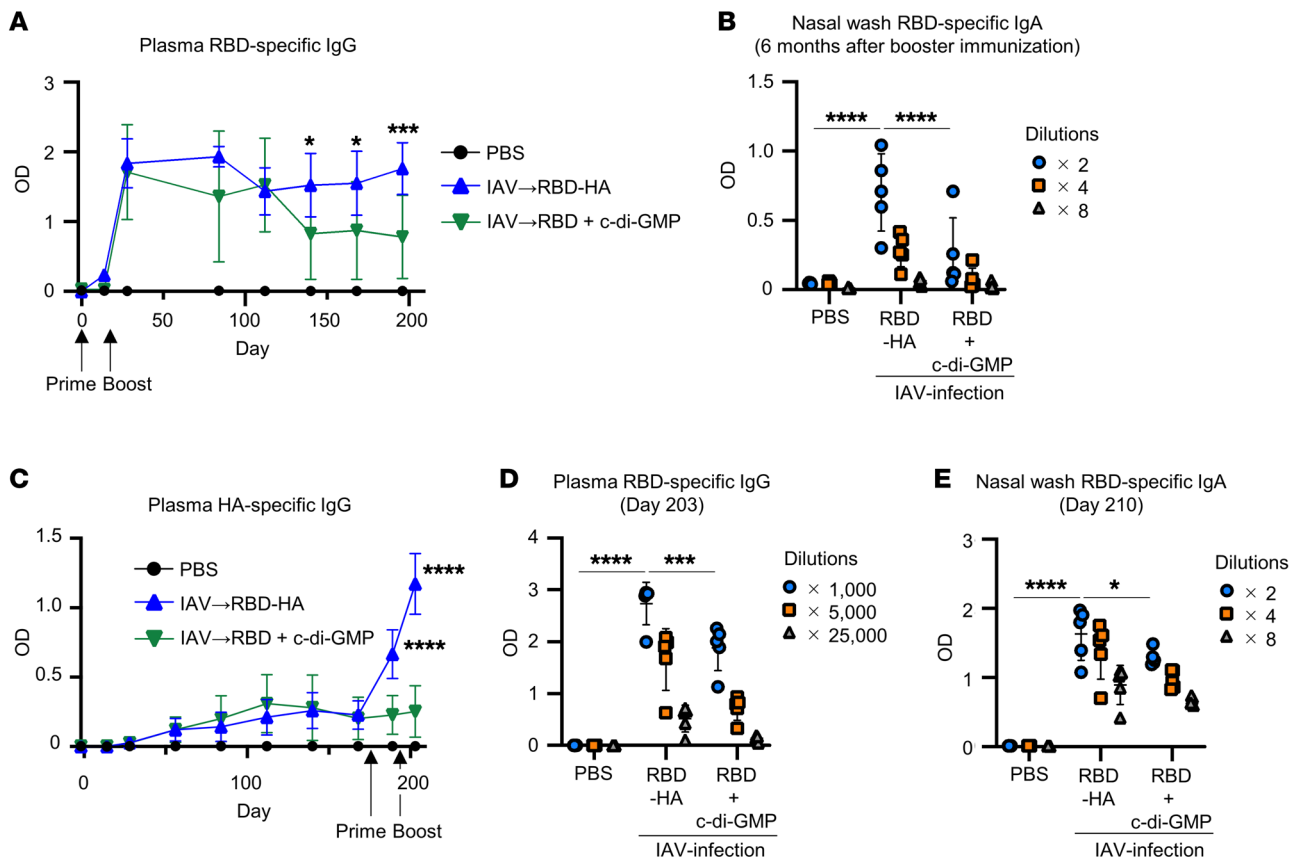 A
Plasma RBD-specific IgG
3
2
1
0
OD
0
50
100
150
200
Day
Prime Boost
*
*
***
PBS
IAV→RBD-HA
IAV→RBD + c-di-GMP
B
Nasal wash RBD-specific IgA
(6 months after booster immunization)
1.5
1.0
0.5
0
OD
****
****
PBS
RBD
-HA
RBD
+
c-di-GMP
IAV-infection
Dilutions
× 2
× 4
× 8
C
Plasma HA-specific IgG
1.5
1.0
0.5
0
OD
PBS
IAV→RBD-HA
IAV→RBD + c-di-GMP
****
****
0
100
200
Day
Prime Boost
D
Plasma RBD-specific IgG
(Day 203)
4
3
2
1
0
OD
****
***
PBS
RBD
-HA
RBD
+
c-di-GMP
IAV-infection
Dilutions
× 1,000
× 5,000
× 25,000
E
Nasal wash RBD-specific IgA
(Day 210)
3
2
1
0
OD
****
*
PBS
RBD
-HA
RBD
+
c-di-GMP
IAV-infection
Dilutions
× 2
× 4
× 8